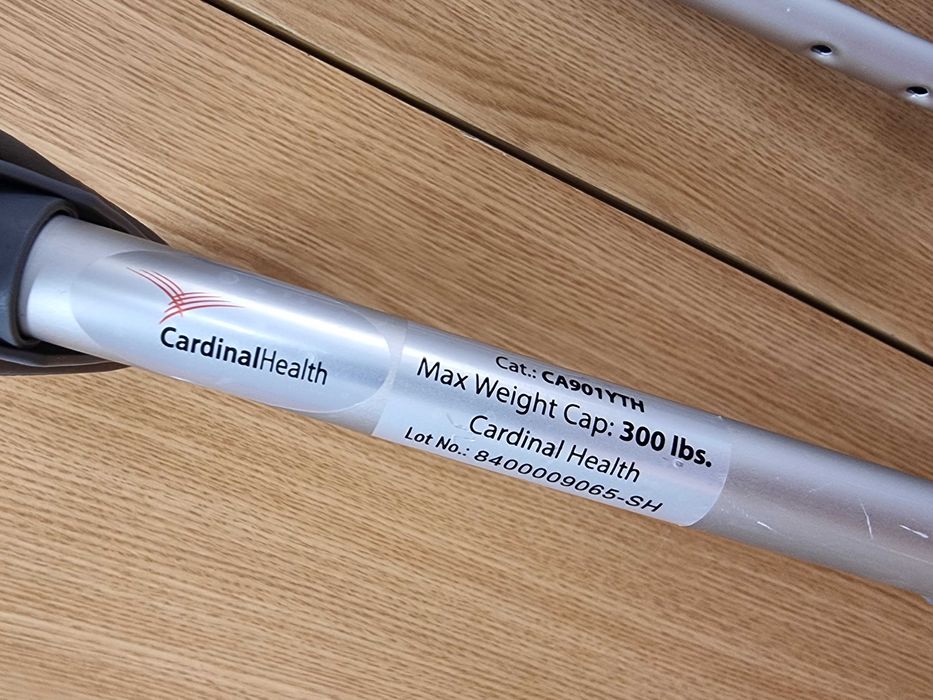 CardinalHealth
Cat.: CA901YTH
Max Weight Cap: 300 lbs.
Cardinal Health
Lot No.: 8400009065-SH